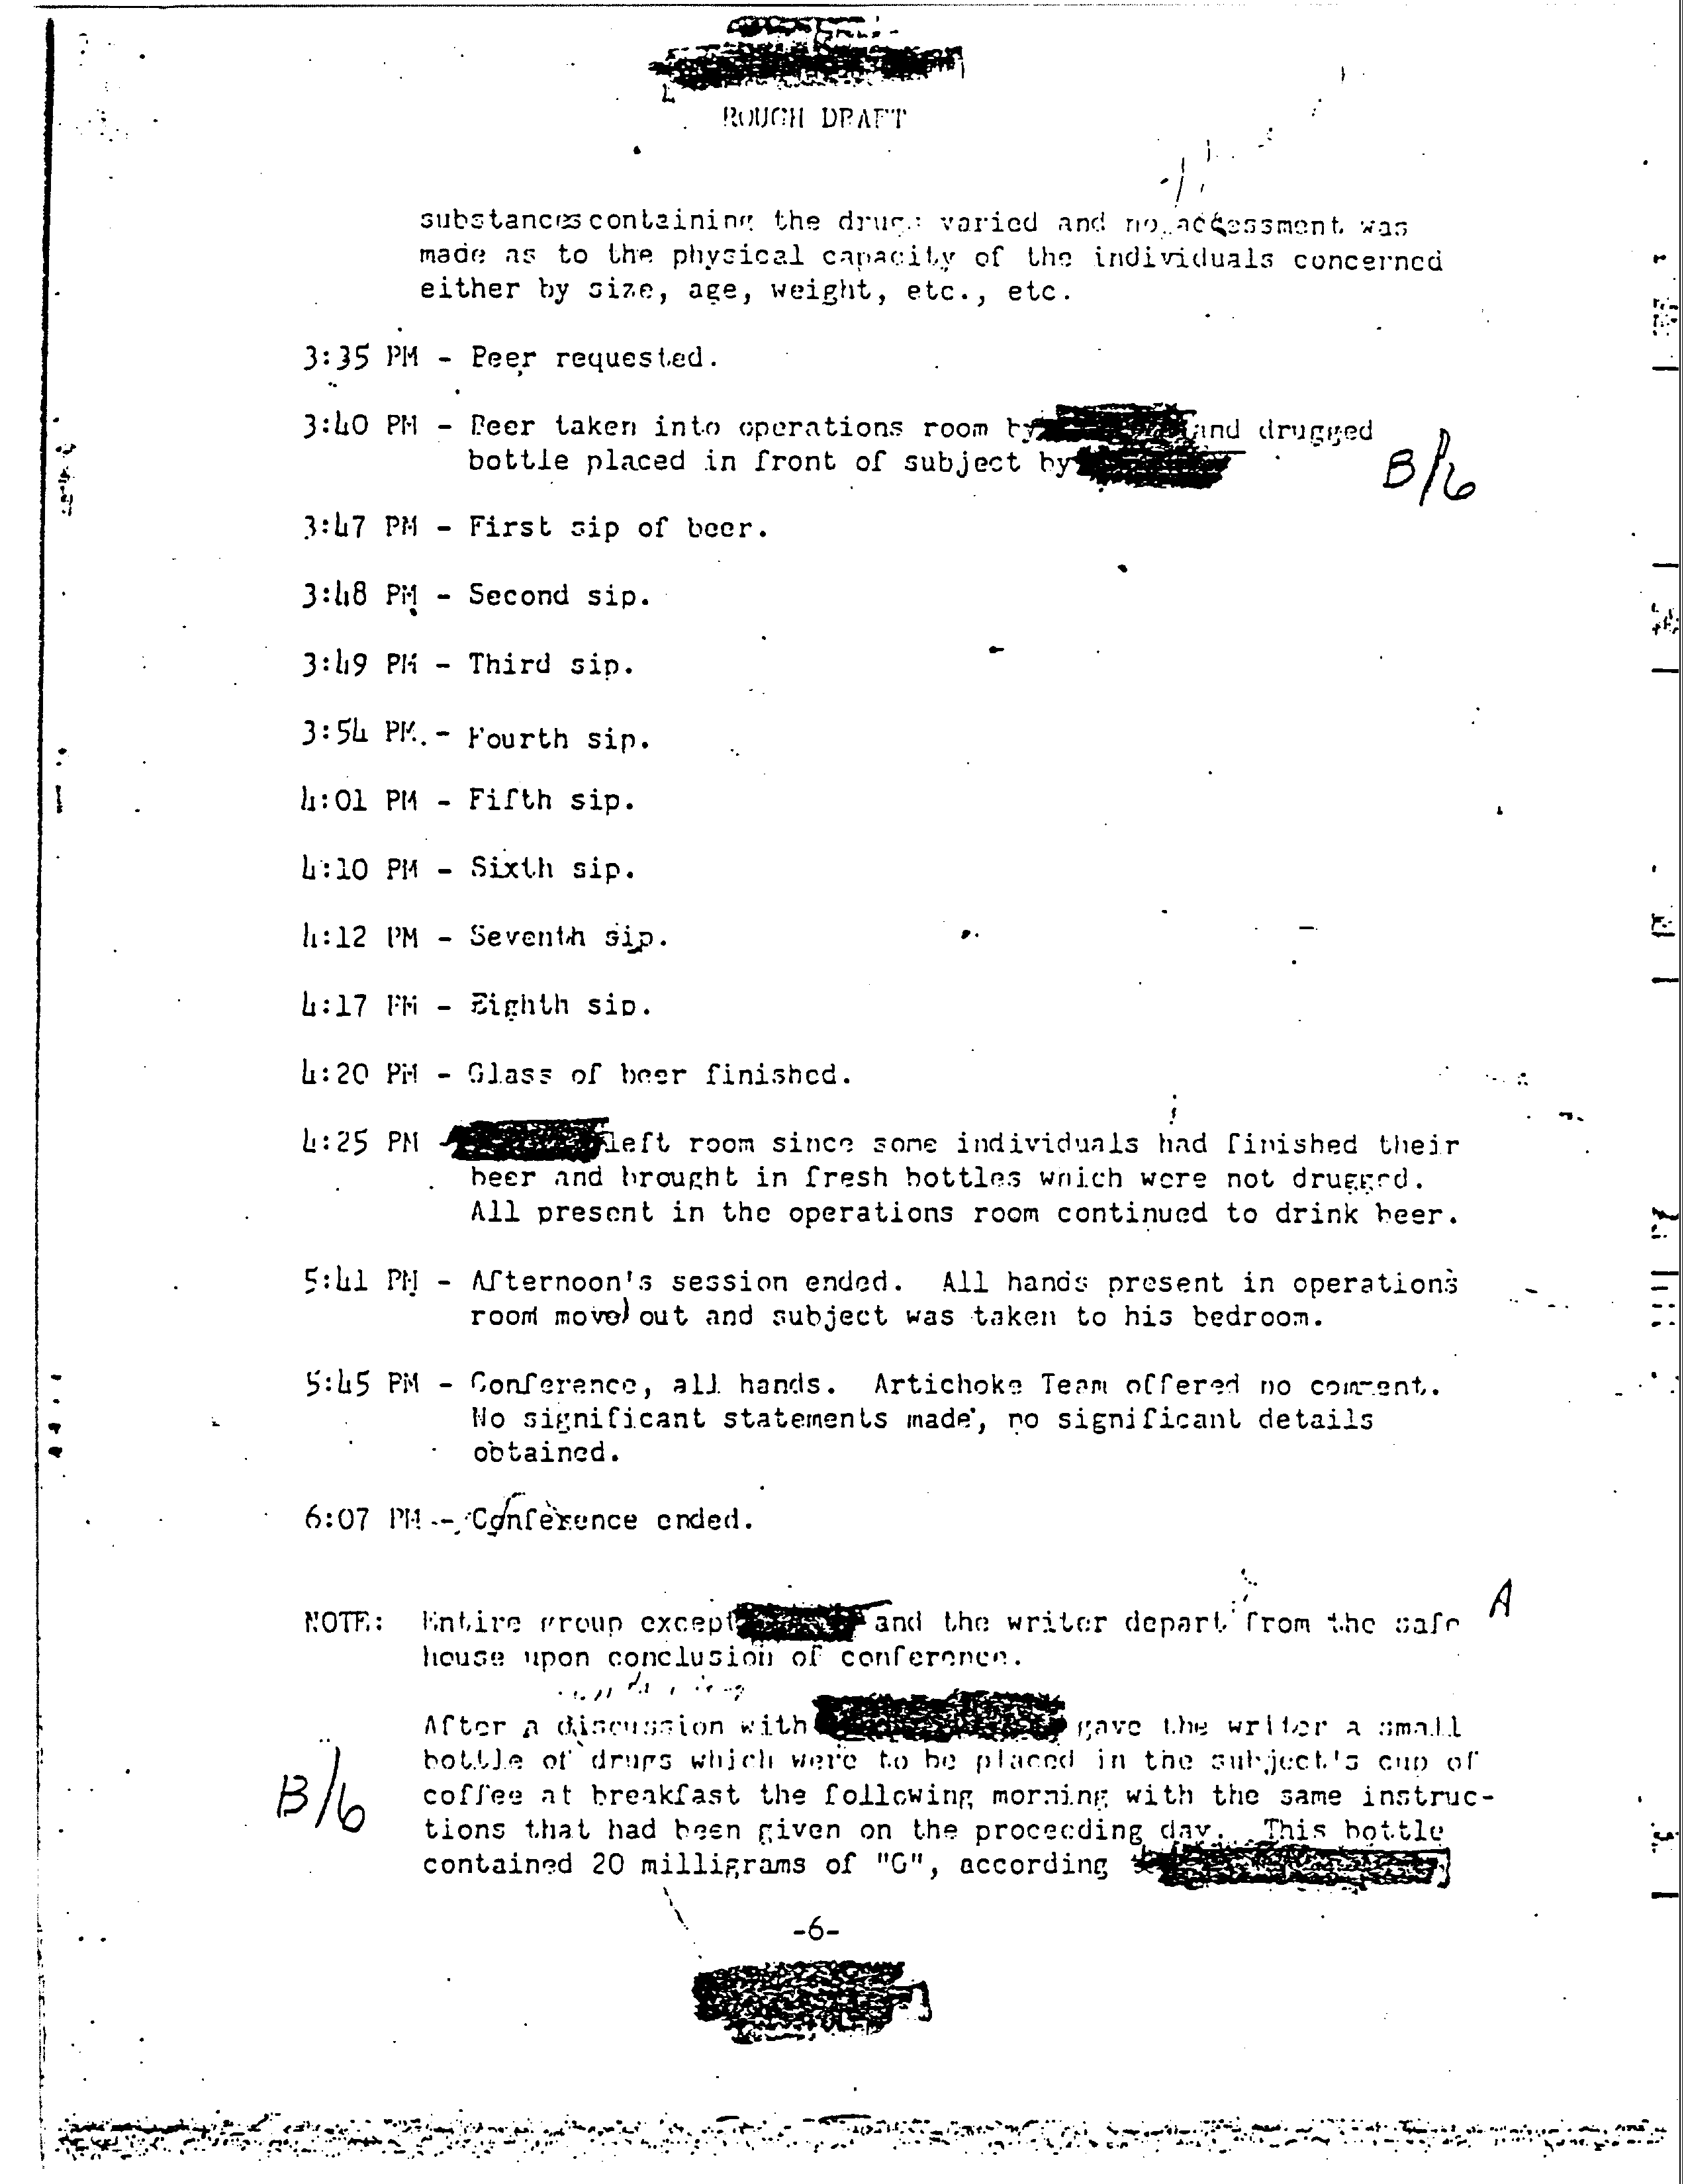 ROUGH DRAFT
substances containing the drugs varied and no accessment was
made as to the physical capacity of the individuals concerned
either by size, age, weight, etc., etc.
3:35 PM - Beer requested.
3:40 PM - Beer taken into operations room by and drugged
bottle placed in front of subject by
B/6
3:47 PM - First sip of beer.
3:48 PM - Second sip.
3:49 PM - Third sip.
3:54 PM - Fourth sip.
4:01 PM - Fifth sip.
4:10 PM - Sixth sip.
4:12 PM - Seventh sip.
4:17 PM - Eighth sip.
4:20 PM - Glass of beer finished.
4:25 PM - left room since some individuals had finished their
beer and brought in fresh bottles which were not drugged.
All present in the operations room continued to drink beer.
5:41 PM - Afternoon's session ended. All hands present in operations
room move out and subject was taken to his bedroom.
5:45 PM - Conference, all hands. Artichoke Team offered no comment.
No significant statements made, no significant details
obtained.
6:07 PM - Conference ended.
A
NOTE: Entire group except and the writer depart from the safe
house upon conclusion of conference.
After a discussion with gave the writer a small
bottle of drugs which were to be placed in the subject's cup of
B/6
coffee at breakfast the following morning with the same instruc-
tions that had been given on the proceeding day. This bottle
contained 20 milligrams of "G", according
-6-